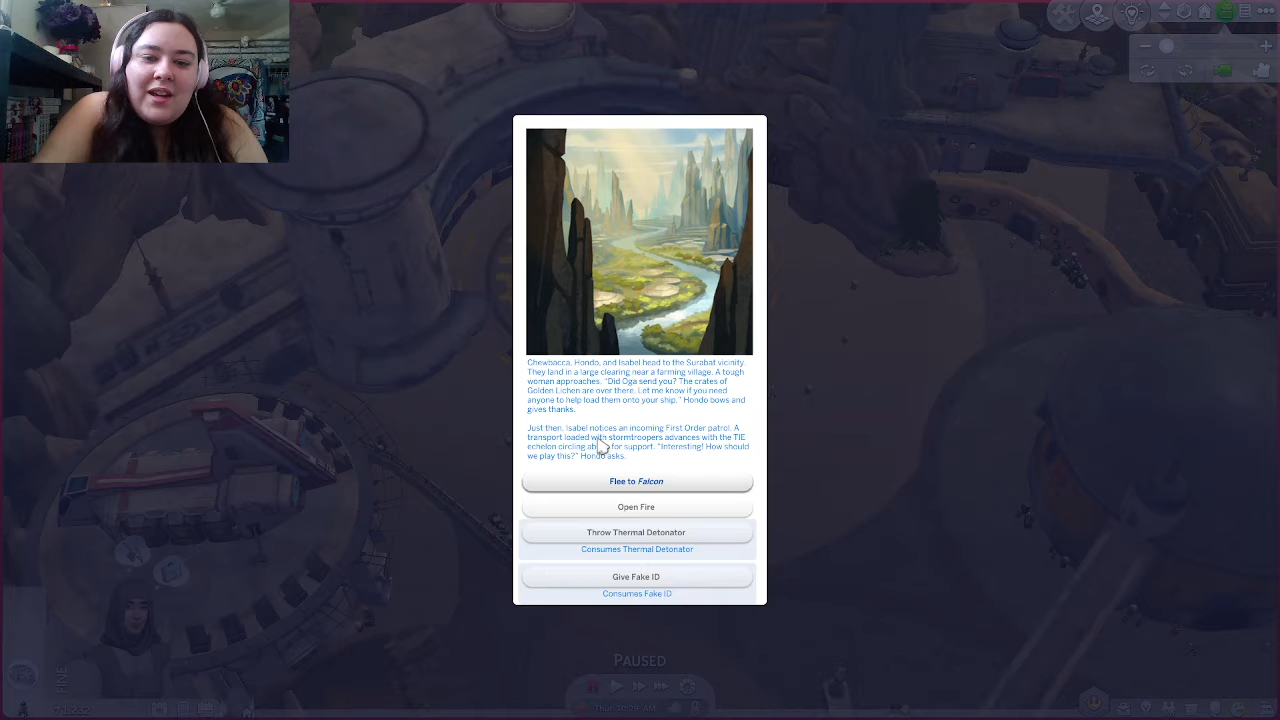 Chewbacca, Hondo, and Isabel head to the Surabat vicinity.
They land in a large clearing near a farming village. A tough
woman approaches. "Did Oga send you? The crates of
Golden Lichen are over there. Let me know if you need
anyone to help load them onto your ship." Hondo bows and
gives thanks.
Just then, Isabel notices an incoming First Order patrol. A
transport loaded with stormtroopers advances with the TIE
echelon circling for support. "Interesting! How should
we play this?" Hondo asks.
Flee to Falcon
Open Fire
Throw Thermal Detonator
Consumes Thermal Detonator
Give Fake ID
Consumes Fake ID
Paused
FINE